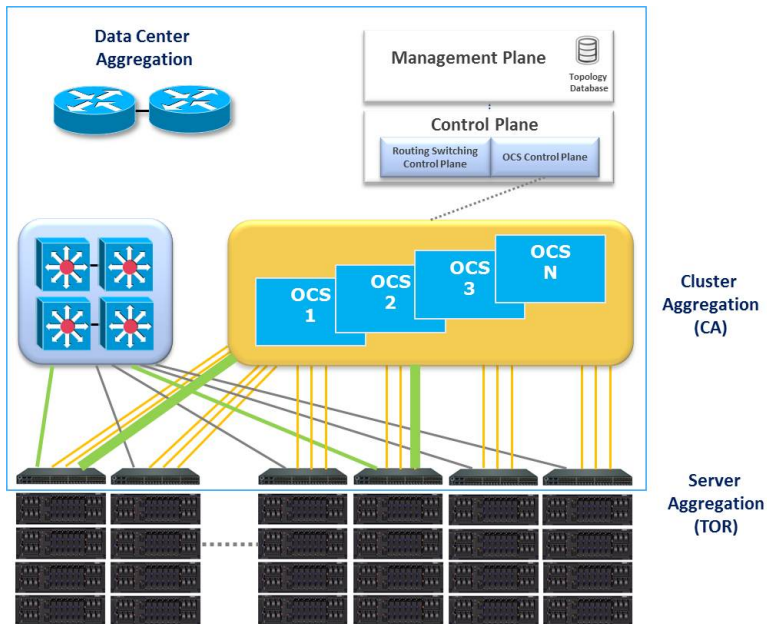 Data Center
Aggregation
Management Plane
Topology
Database
Control Plane
Routing Switching
Control Plane
OCS Control Plane
OCS
1
OCS
2
OCS
3
OCS
N
Cluster
Aggregation
(CA)
Server
Aggregation
(TOR)